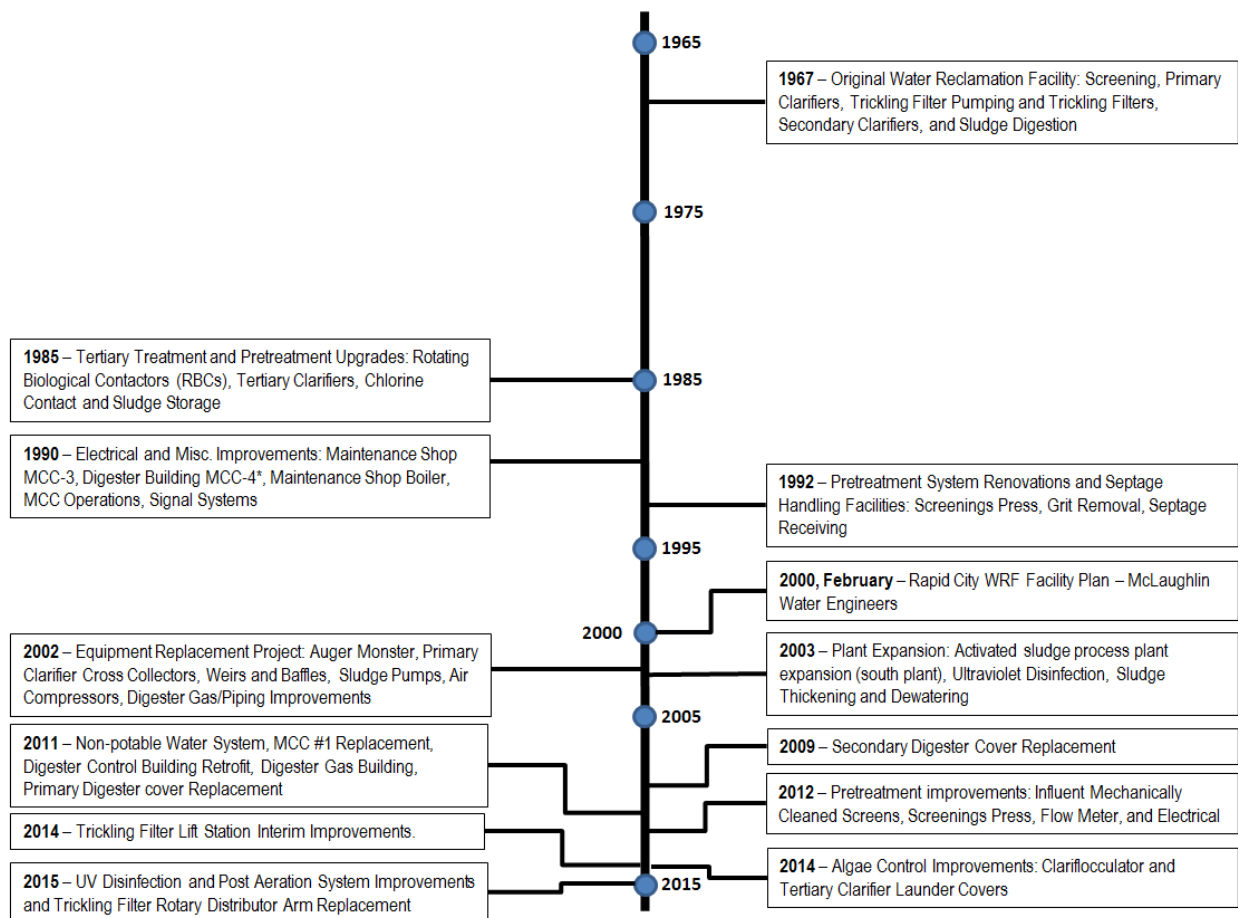 1965
1967 – Original Water Reclamation Facility: Screening, Primary
Clarifiers, Trickling Filter Pumping and Trickling Filters,
Secondary Clarifiers, and Sludge Digestion
1975
1985 – Tertiary Treatment and Pretreatment Upgrades: Rotating
Biological Contactors (RBCs), Tertiary Clarifiers, Chlorine
Contact and Sludge Storage
1985
1990 – Electrical and Misc. Improvements: Maintenance Shop
MCC-3, Digester Building MCC-4*, Maintenance Shop Boiler,
MCC Operations, Signal Systems
1992 – Pretreatment System Renovations and Septage
Handling Facilities: Screenings Press, Grit Removal, Septage
Receiving
1995
2000, February – Rapid City WRF Facility Plan – McLaughlin
Water Engineers
2000
2002 – Equipment Replacement Project: Auger Monster, Primary
Clarifier Cross Collectors, Weirs and Baffles, Sludge Pumps, Air
Compressors, Digester Gas/Piping Improvements
2003 – Plant Expansion: Activated sludge process plant
expansion (south plant), Ultraviolet Disinfection, Sludge
Thickening and Dewatering
2005
2011 – Non-potable Water System, MCC #1 Replacement,
Digester Control Building Retrofit, Digester Gas Building,
Primary Digester cover Replacement
2009 – Secondary Digester Cover Replacement
2012 – Pretreatment improvements: Influent Mechanically
Cleaned Screens, Screenings Press, Flow Meter, and Electrical
2014 – Trickling Filter Lift Station Interim Improvements.
2014 – Algae Control Improvements: Clariflocculator and
Tertiary Clarifier Launder Covers
2015 – UV Disinfection and Post Aeration System Improvements
and Trickling Filter Rotary Distributor Arm Replacement
2015